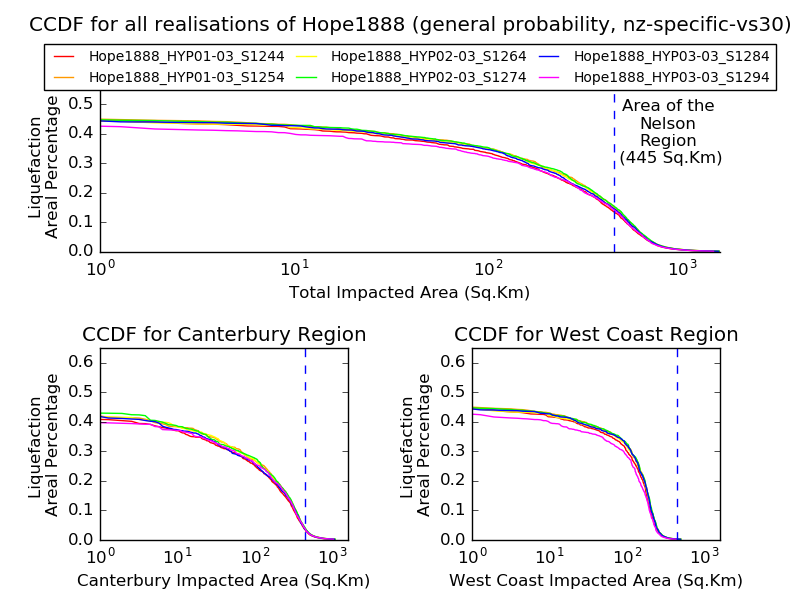 CCDF for all realisations of Hope1888 (general probability, nz-specific-vs30)
Hope1888_HYP01-03_S1244
Hope1888_HYP02-03_S1264
Hope1888_HYP03-03_S1284
Hope1888_HYP01-03_S1254
Hope1888_HYP02-03_S1274
Hope1888_HYP03-03_S1294
Liquefaction
Areal Percentage
0.5
0.4
0.3
0.2
0.1
0.0
Area of the
Nelson
Region
(445 Sq.Km)
10^0
10^1
10^2
10^3
Total Impacted Area (Sq.Km)
CCDF for Canterbury Region
Liquefaction
Areal Percentage
0.6
0.5
0.4
0.3
0.2
0.1
0.0
10^0
10^1
10^2
10^3
Canterbury Impacted Area (Sq.Km)
CCDF for West Coast Region
Liquefaction
Areal Percentage
0.6
0.5
0.4
0.3
0.2
0.1
0.0
10^0
10^1
10^2
10^3
West Coast Impacted Area (Sq.Km)